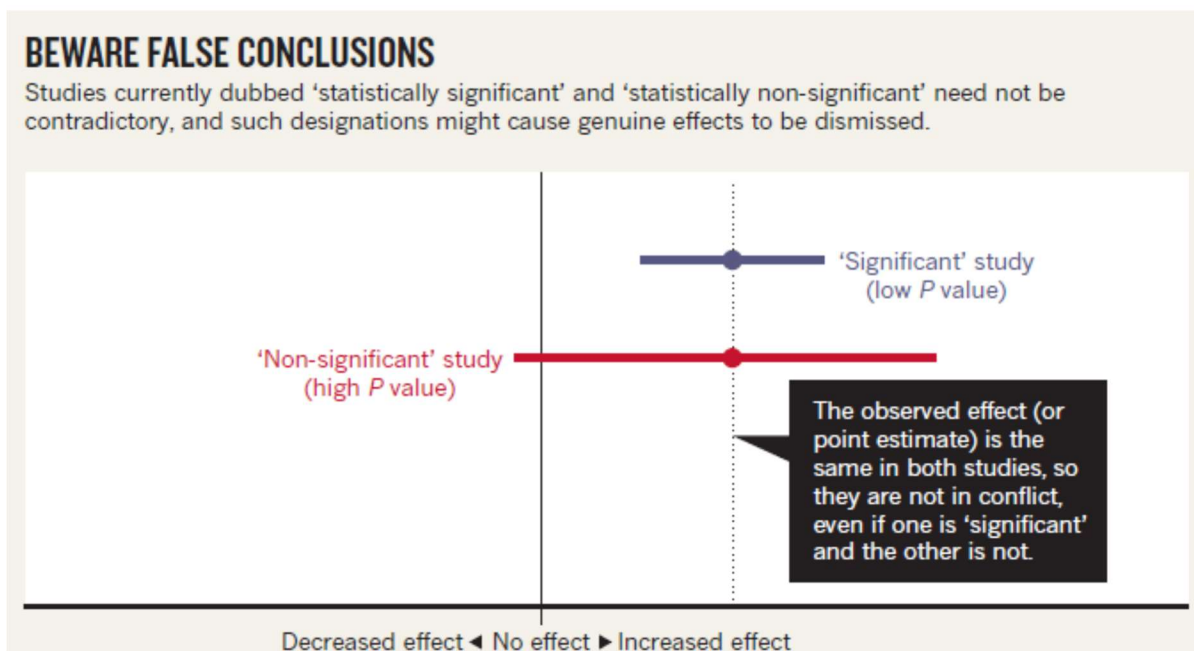 BEWARE FALSE CONCLUSIONS
Studies currently dubbed ‘statistically significant’ and ‘statistically non-significant’ need not be
contradictory, and such designations might cause genuine effects to be dismissed.
‘Significant’ study
(low P value)
‘Non-significant’ study
(high P value)
The observed effect (or
point estimate) is the
same in both studies, so
they are not in conflict,
even if one is ‘significant’
and the other is not.
Decreased effect ◀ No effect ▶ Increased effect